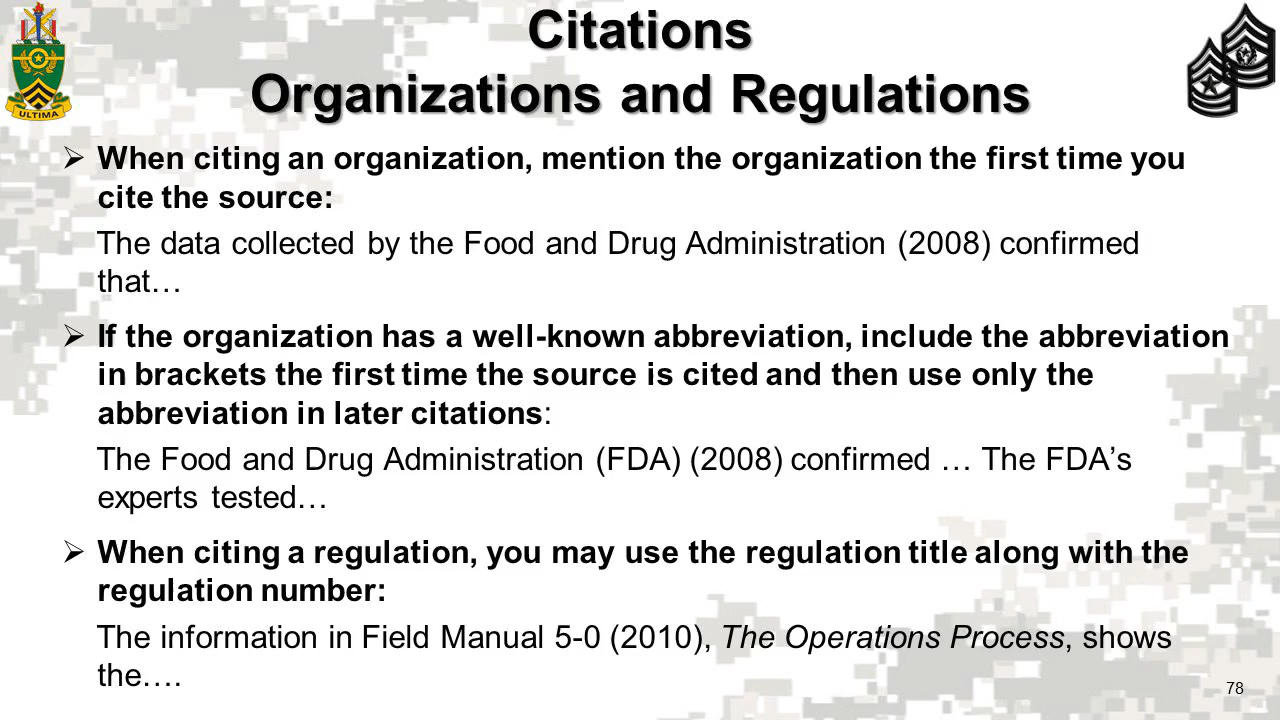 Citations
Organizations and Regulations
ULTIMA
➢ When citing an organization, mention the organization the first time you
cite the source:
The data collected by the Food and Drug Administration (2008) confirmed
that…
➢ If the organization has a well-known abbreviation, include the abbreviation
in brackets the first time the source is cited and then use only the
abbreviation in later citations:
The Food and Drug Administration (FDA) (2008) confirmed … The FDA’s
experts tested…
➢ When citing a regulation, you may use the regulation title along with the
regulation number:
The information in Field Manual 5-0 (2010), The Operations Process, shows
the….
78